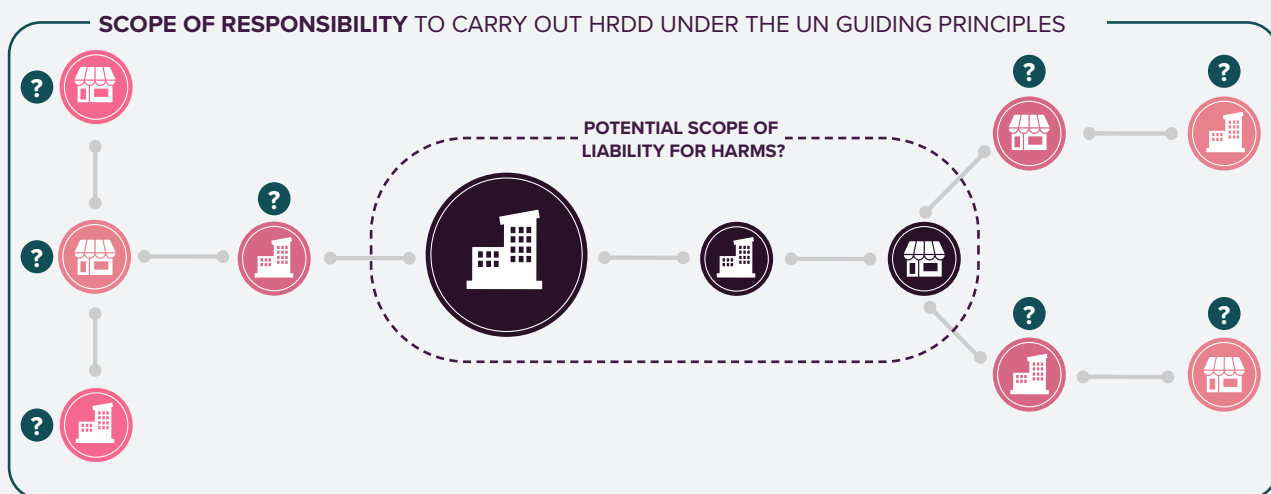 SCOPE OF RESPONSIBILITY TO CARRY OUT HRDD UNDER THE UN GUIDING PRINCIPLES
?
?
?
POTENTIAL SCOPE OF
LIABILITY FOR HARMS?
?
?
?
?
?